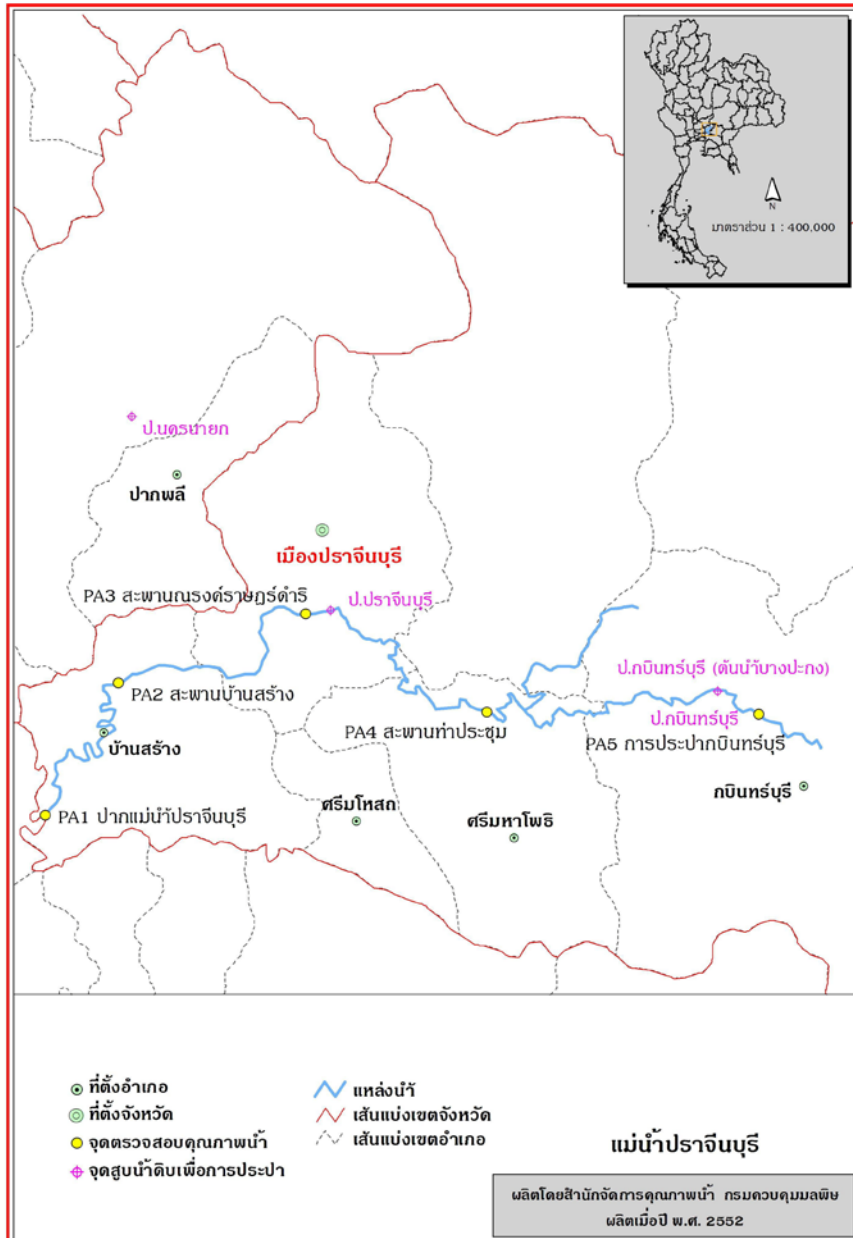 N
มาตราส่วน 1 : 400,000
ป.นครนายก
ปากพลี
เมืองปราจีนบุรี
PA3 สะพานณรงค์ราษฎร์ดำริ
ป.ปราจีนบุรี
ป.กบินทร์บุรี (ต้นน้ำบางปะกง)
PA2 สะพานบ้านสร้าง
ป.กบินทร์บุรี
PA4 สะพานท่าประชุม
PA5 การประปากบินทร์บุรี
บ้านสร้าง
กบินทร์บุรี
ศรีมโหสถ
PA1 ปากแม่น้ำปราจีนบุรี
ศรีมหาโพธิ
ที่ตั้งอำเภอ
ที่ตั้งจังหวัด
จุดตรวจสอบคุณภาพน้ำ
จุดสูบน้ำดิบเพื่อการประปา
แหล่งน้ำ
เส้นแบ่งเขตจังหวัด
เส้นแบ่งเขตอำเภอ
แม่น้ำปราจีนบุรี
ผลิตโดยสำนักจัดการคุณภาพน้ำ กรมควบคุมมลพิษ
ผลิตเมื่อปี พ.ศ. 2552